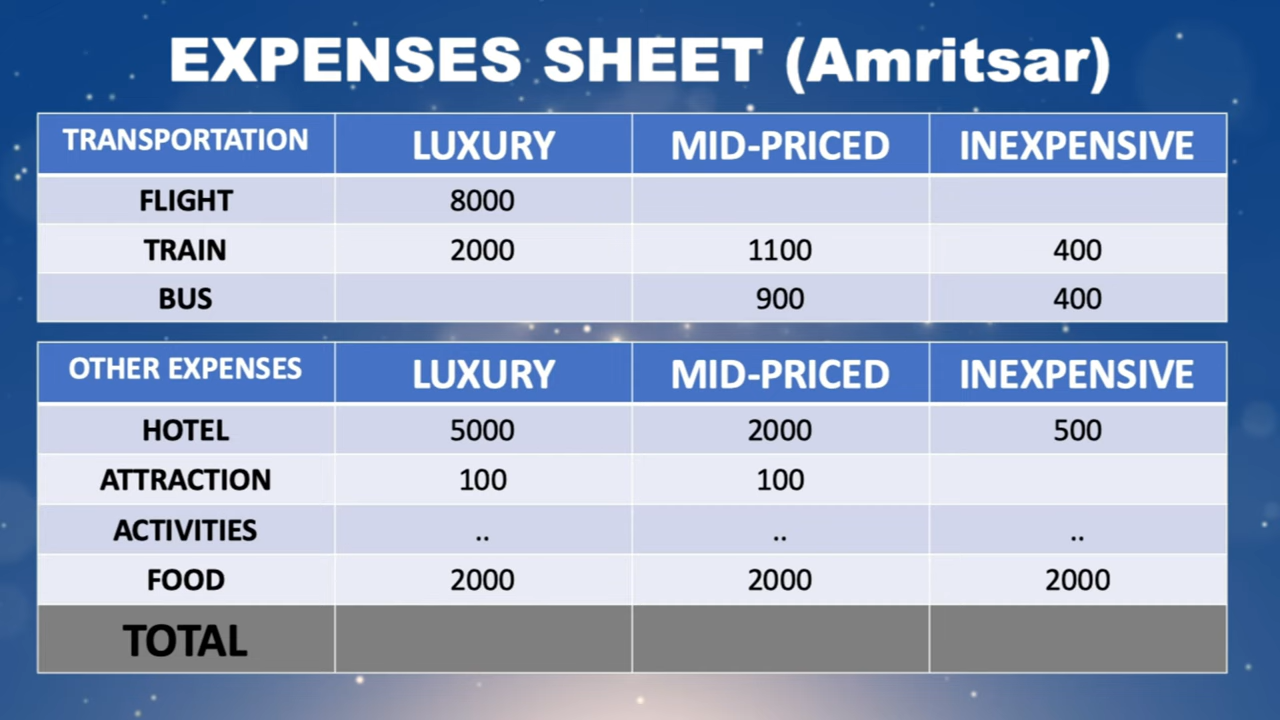 EXPENSES SHEET (Amritsar)
TRANSPORTATION LUXURY MID-PRICED INEXPENSIVE
FLIGHT 8000
TRAIN 2000 1100 400
BUS 900 400
OTHER EXPENSES LUXURY MID-PRICED INEXPENSIVE
HOTEL 5000 2000 500
ATTRACTION 100 100
ACTIVITIES .. .. ..
FOOD 2000 2000 2000
TOTAL